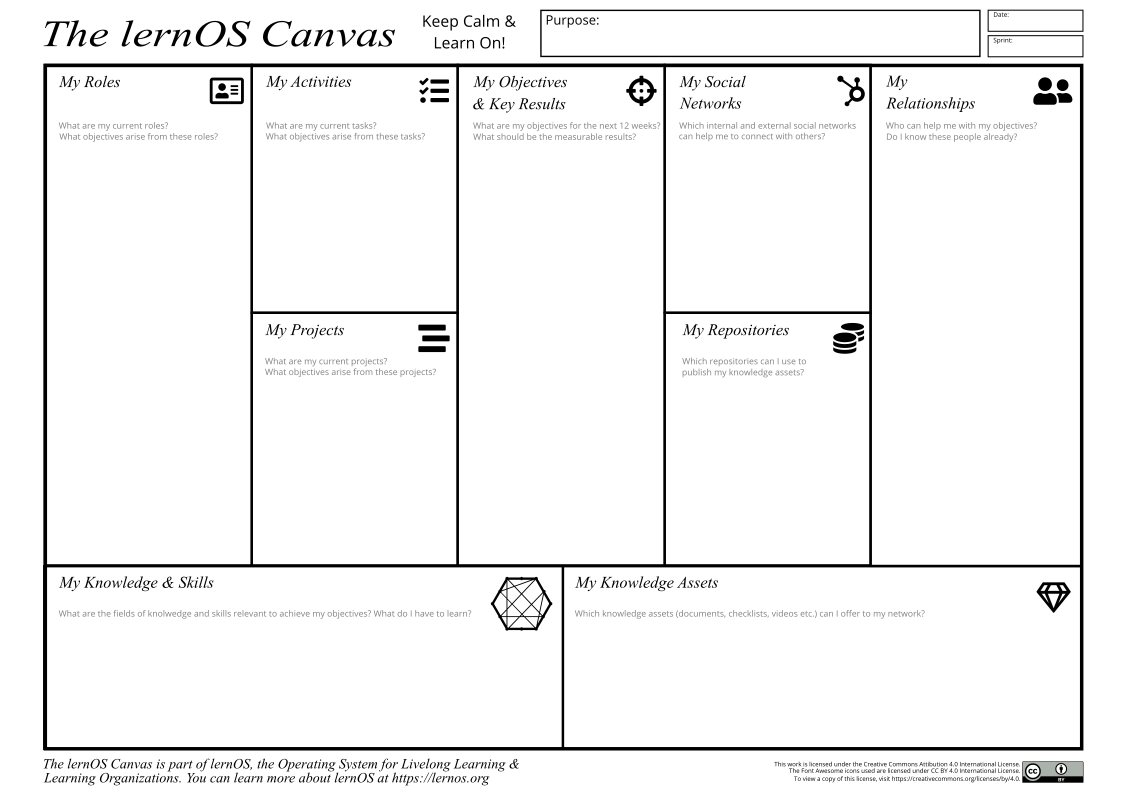 The lernOS Canvas
Keep Calm &
Learn On!
Purpose:
Date:
Sprint:
My Roles
What are my current roles?
What objectives arise from these roles?
My Activities
What are my current tasks?
What objectives arise from these tasks?
My Projects
What are my current projects?
What objectives arise from these projects?
My Objectives
& Key Results
What are my objectives for the next 12 weeks?
What should be the measurable results?
My Social
Networks
Which internal and external social networks
can help me to connect with others?
My Repositories
Which repositories can I use to
publish my knowledge assets?
My
Relationships
Who can help me with my objectives?
Do I know these people already?
My Knowledge & Skills
What are the fields of knolwedge and skills relevant to achieve my objectives? What do I have to learn?
My Knowledge Assets
Which knowledge assets (documents, checklists, videos etc.) can I offer to my network?
The lernOS Canvas is part of lernOS, the Operating System for Livelong Learning &
Learning Organizations. You can learn more about lernOS at https://lernos.org
This work is licensed under the Creative Commons Attibution 4.0 International License.
The Font Awesome icons used are licensed under CC BY 4.0 International License.
To view a copy of this license, visit https://creativecommons.org/licenses/by/4.0.
cc
BY